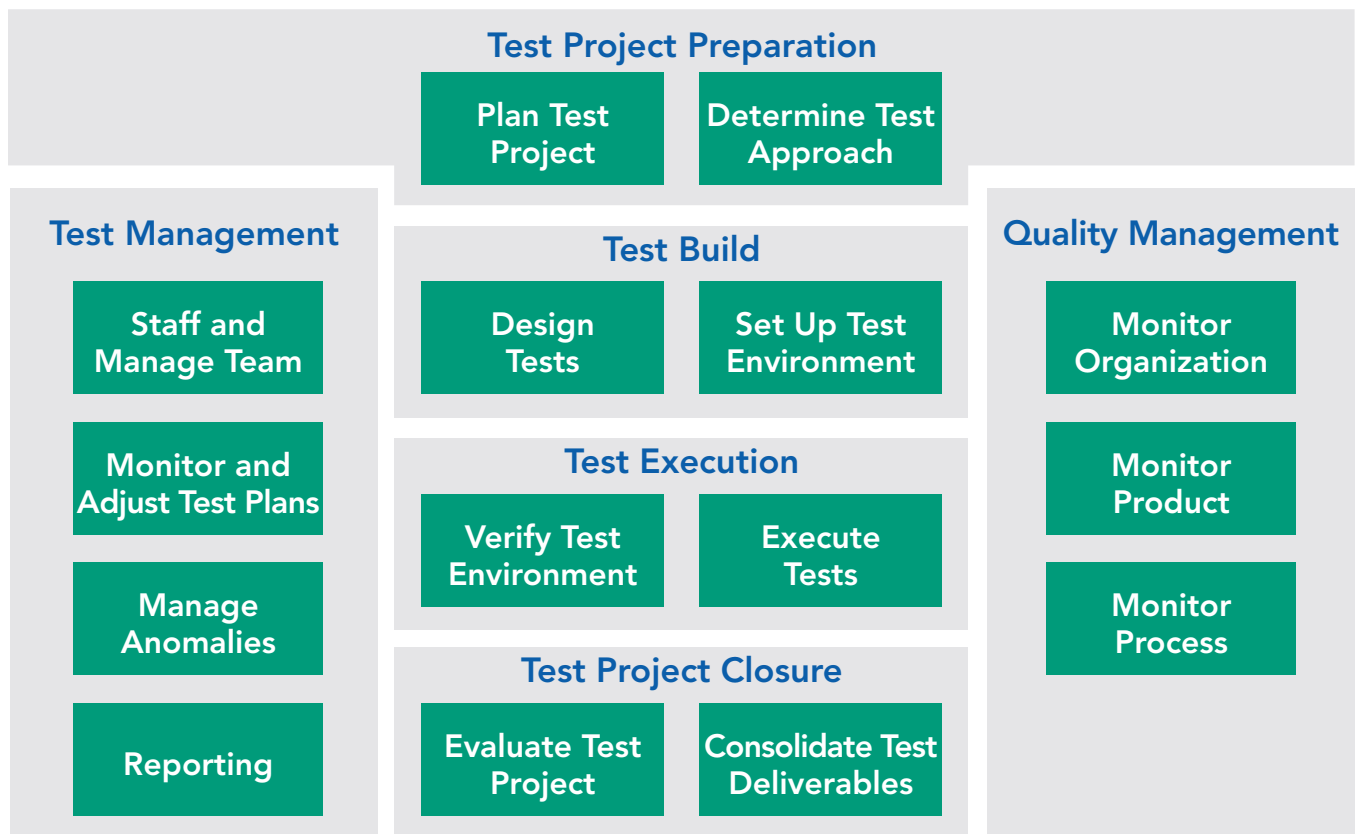 Test Project Preparation
Plan Test
Project
Determine Test
Approach
Test Management
Staff and
Manage Team
Monitor and
Adjust Test Plans
Manage
Anomalies
Reporting
Test Build
Design
Tests
Set Up Test
Environment
Test Execution
Verify Test
Environment
Execute
Tests
Test Project Closure
Evaluate Test
Project
Consolidate Test
Deliverables
Quality Management
Monitor
Organization
Monitor
Product
Monitor
Process